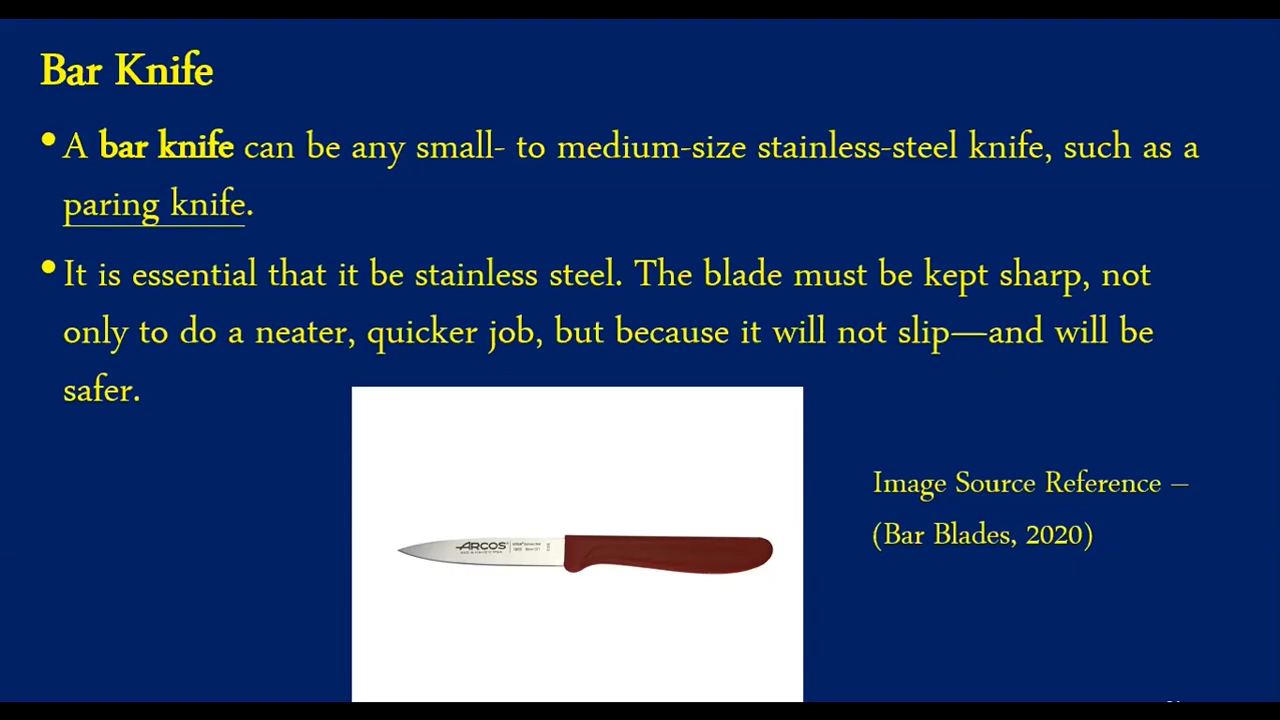 Bar Knife
• A bar knife can be any small- to medium-size stainless-steel knife, such as a
paring knife.
• It is essential that it be stainless steel. The blade must be kept sharp, not
only to do a neater, quicker job, but because it will not slip—and will be
safer.
ARCOS
Image Source Reference –
(Bar Blades, 2020)